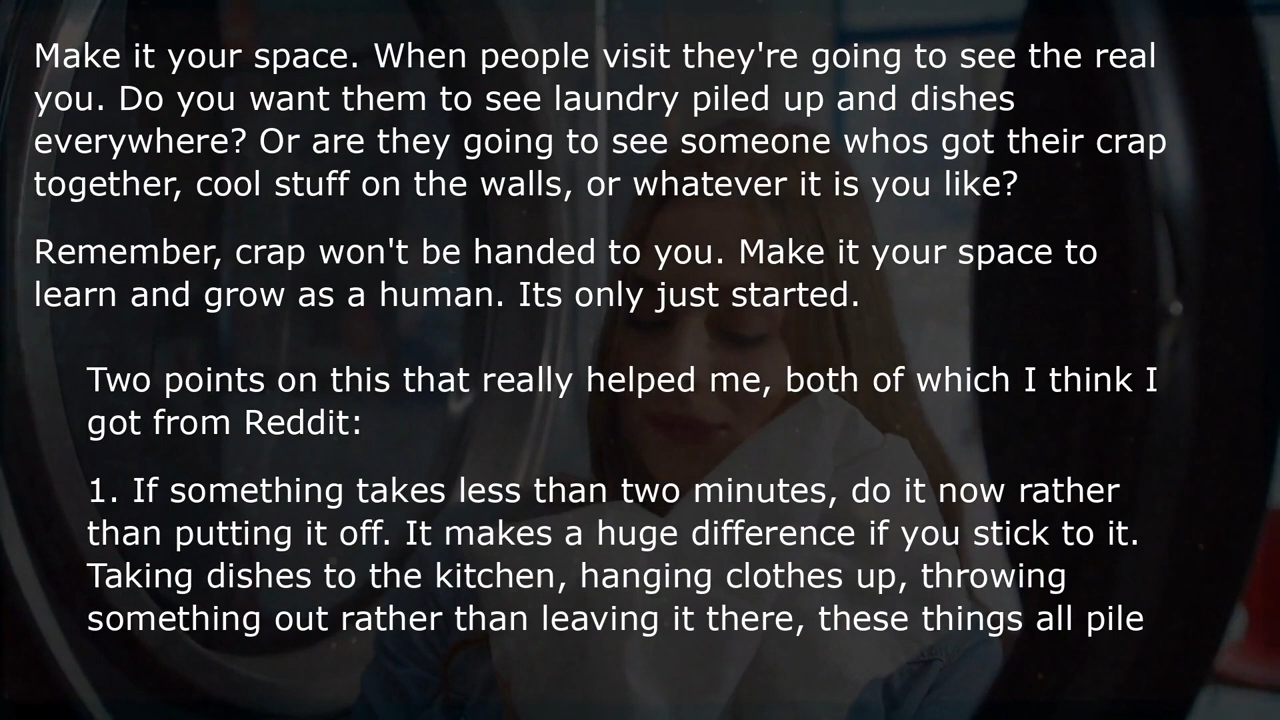 Make it your space. When people visit they're going to see the real
you. Do you want them to see laundry piled up and dishes
everywhere? Or are they going to see someone whos got their crap
together, cool stuff on the walls, or whatever it is you like?
Remember, crap won't be handed to you. Make it your space to
learn and grow as a human. Its only just started.
Two points on this that really helped me, both of which I think I
got from Reddit:
1. If something takes less than two minutes, do it now rather
than putting it off. It makes a huge difference if you stick to it.
Taking dishes to the kitchen, hanging clothes up, throwing
something out rather than leaving it there, these things all pile